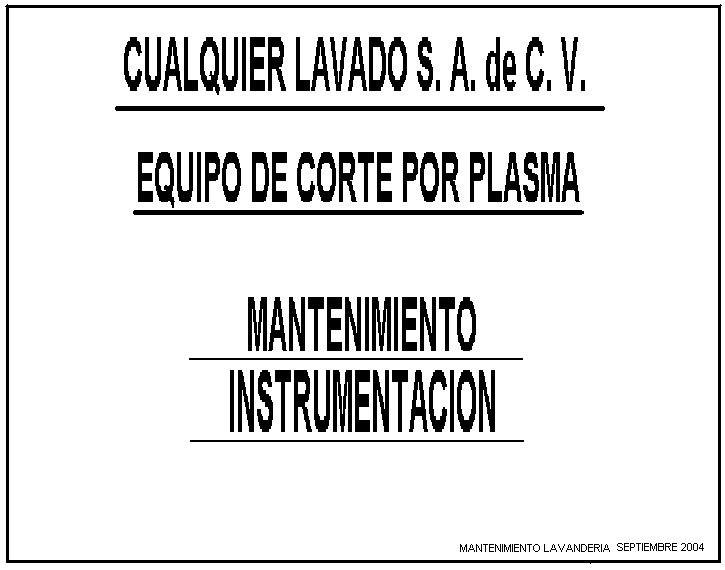 CUALQUIER LAVADO S. A. de C. V.
EQUIPO DE CORTE POR PLASMA
MANTENIMIENTO
INSTRUMENTACION
MANTENIMIENTO LAVANDERIA SEPTIEMBRE 2004